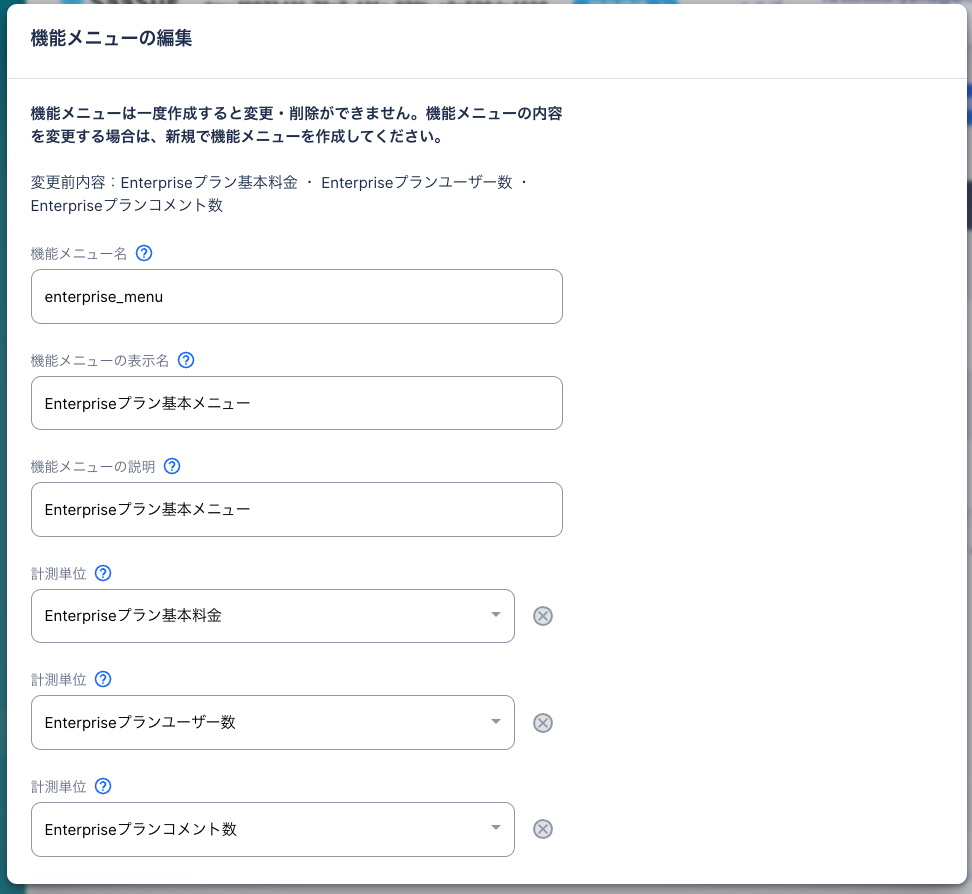 機能メニューの編集
機能メニューは一度作成すると変更・削除ができません。機能メニューの内容
を変更する場合は、新規で機能メニューを作成してください。
変更前内容：Enterpriseプラン基本料金 ・ Enterpriseプランユーザー数 ・
Enterpriseプランコメント数
機能メニュー名 ?
enterprise_menu
機能メニューの表示名 ?
Enterpriseプラン基本メニュー
機能メニューの説明 ?
Enterpriseプラン基本メニュー
計測単位 ?
Enterpriseプラン基本料金
計測単位 ?
Enterpriseプランユーザー数
計測単位 ?
Enterpriseプランコメント数